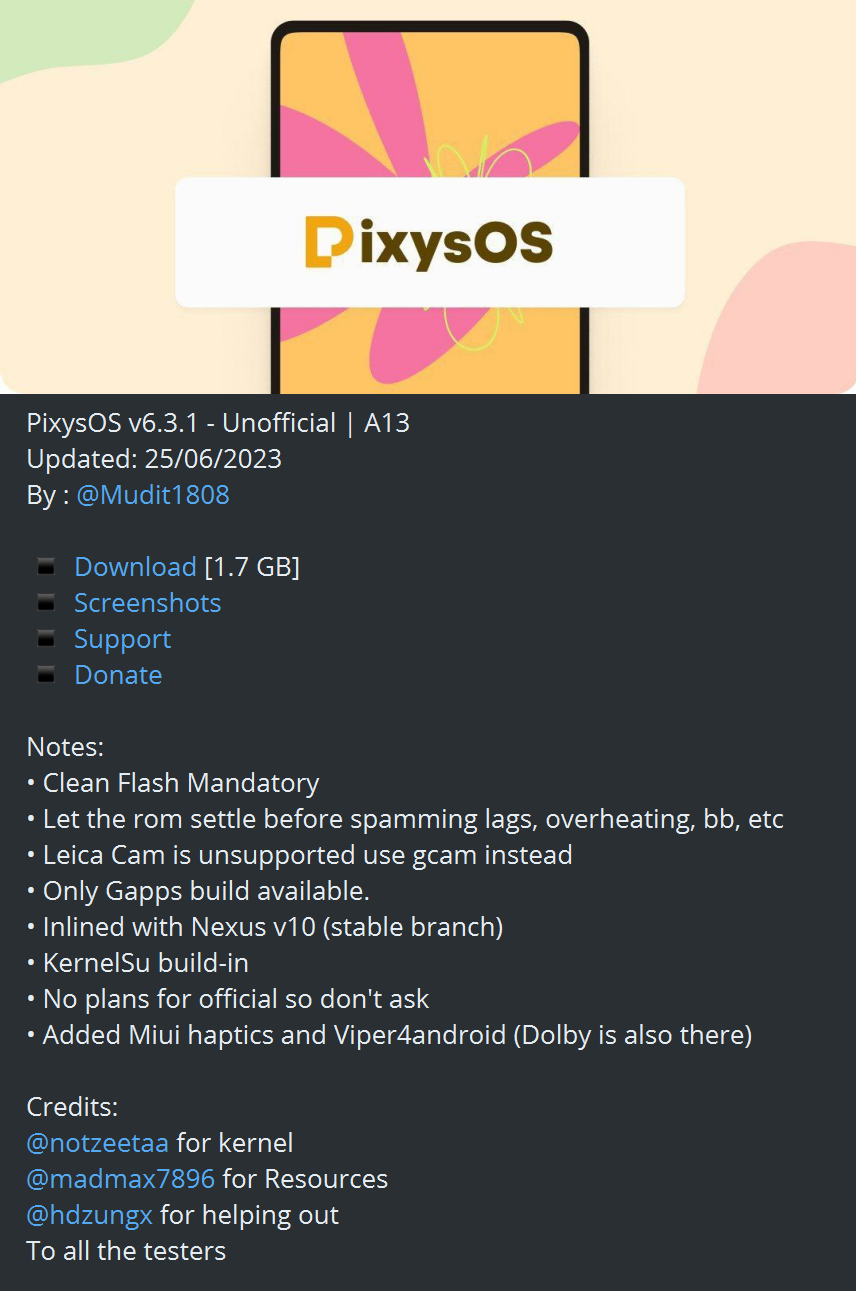 PixysOS
PixysOS v6.3.1 - Unofficial | A13
Updated: 25/06/2023
By : @Mudit1808
Download [1.7 GB]
Screenshots
Support
Donate
Notes:
• Clean Flash Mandatory
• Let the rom settle before spamming lags, overheating, bb, etc
• Leica Cam is unsupported use gcam instead
• Only Gapps build available.
• Inlined with Nexus v10 (stable branch)
• KernelSu build-in
• No plans for official so don't ask
• Added Miui haptics and Viper4android (Dolby is also there)
Credits:
@notzeetaa for kernel
@madmax7896 for Resources
@hdzungx for helping out
To all the testers